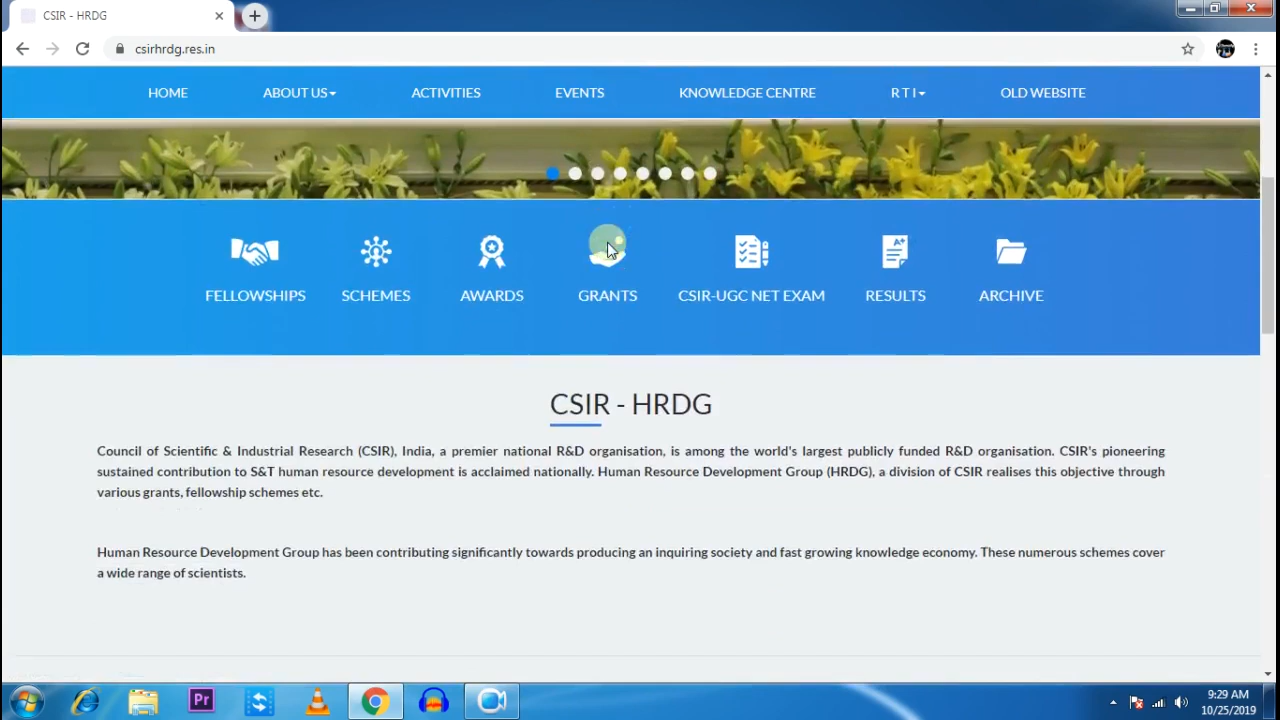 CSIR - HRDG
csirhrdg.res.in
HOME ABOUT US ACTIVITIES EVENTS KNOWLEDGE CENTRE R T I OLD WEBSITE
FELLOWSHIPS SCHEMES AWARDS GRANTS CSIR-UGC NET EXAM RESULTS ARCHIVE
CSIR - HRDG
Council of Scientific & Industrial Research (CSIR), India, a premier national R&D organisation, is among the world's largest publicly funded R&D organisation. CSIR's pioneering
sustained contribution to S&T human resource development is acclaimed nationally. Human Resource Development Group (HRDG), a division of CSIR realises this objective through
various grants, fellowship schemes etc.
Human Resource Development Group has been contributing significantly towards producing an inquiring society and fast growing knowledge economy. These numerous schemes cover
a wide range of scientists.
Pr
9:29 AM
10/25/2019